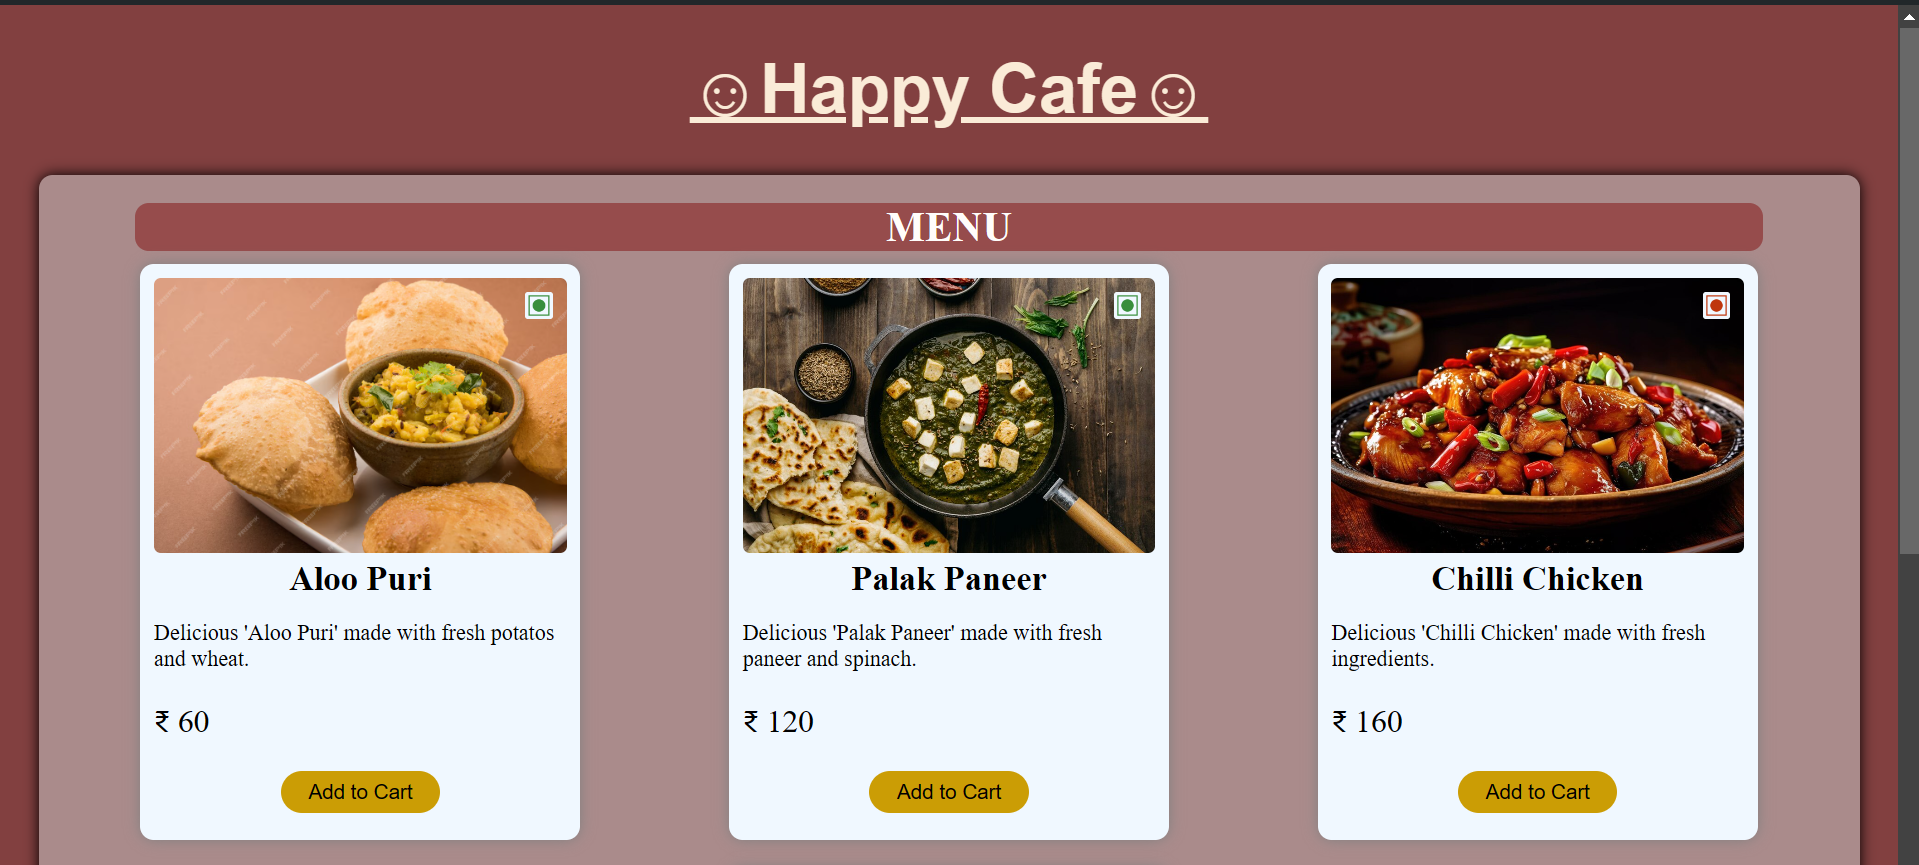 ☺Happy Cafe☺
MENU
Aloo Puri
Delicious 'Aloo Puri' made with fresh potatos
and wheat.
₹ 60
Add to Cart
Palak Paneer
Delicious 'Palak Paneer' made with fresh
paneer and spinach.
₹ 120
Add to Cart
Chilli Chicken
Delicious 'Chilli Chicken' made with fresh
ingredients.
₹ 160
Add to Cart